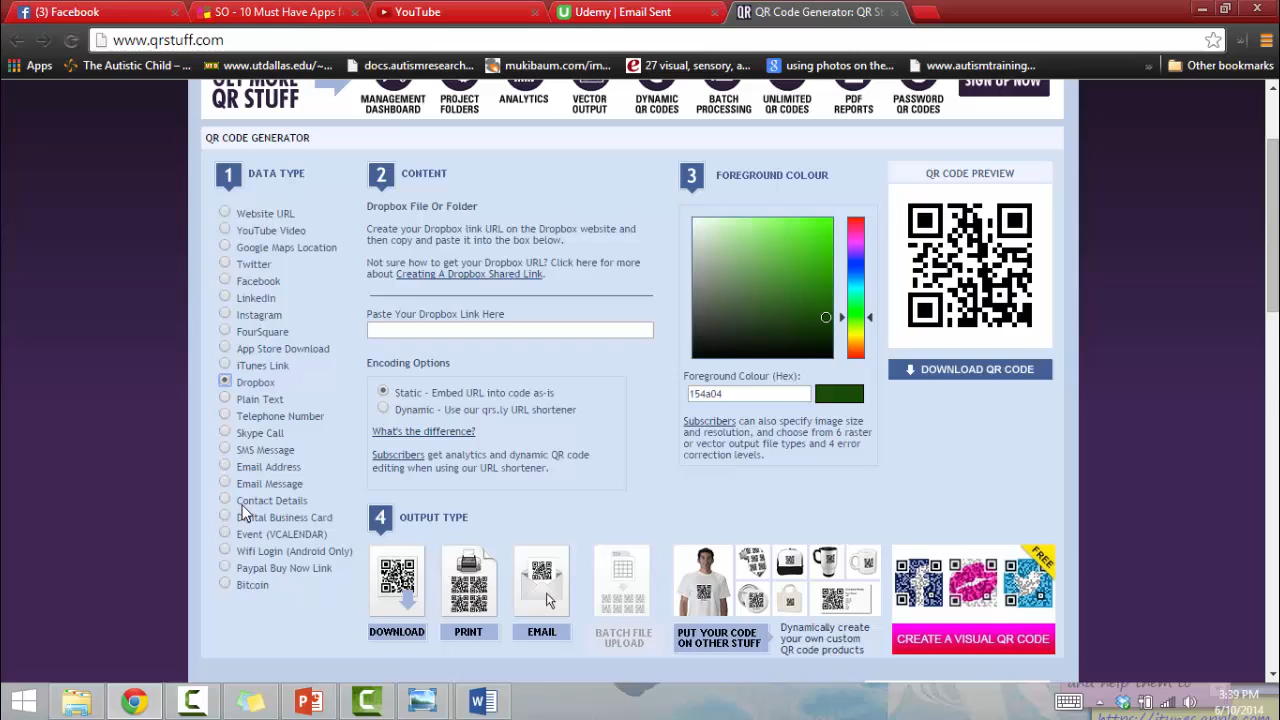 (3) Facebook
SO - 10 Must Have Apps f
YouTube
Udemy | Email Sent
QR Code Generator: QR St
www.qrstuff.com
Apps
The Autistic Child –...
www.utdallas.edu/~...
docs.autismresearch...
mukibaum.com/im...
27 visual, sensory, a...
using photos on the...
www.autismtraining...
»
Other bookmarks
GET MORE
QR STUFF
MANAGEMENT
DASHBOARD
PROJECT
FOLDERS
ANALYTICS
VECTOR
OUTPUT
DYNAMIC
QR CODES
BATCH
PROCESSING
UNLIMITED
QR CODES
PDF
REPORTS
PASSWORD
QR CODES
SIGN UP NOW
QR CODE GENERATOR
1 DATA TYPE
Website URL
YouTube Video
Google Maps Location
Twitter
Facebook
LinkedIn
Instagram
FourSquare
App Store Download
iTunes Link
Dropbox
Plain Text
Telephone Number
Skype Call
SMS Message
Email Address
Email Message
Contact Details
Digital Business Card
Event (VCALENDAR)
Wifi Login (Android Only)
Paypal Buy Now Link
Bitcoin
2 CONTENT
Dropbox File Or Folder
Create your Dropbox link URL on the Dropbox website and
then copy and paste it into the box below.
Not sure how to get your Dropbox URL? Click here for more
about Creating A Dropbox Shared Link.
Paste Your Dropbox Link Here
Encoding Options
Static - Embed URL into code as-is
Dynamic - Use our qrs.ly URL shortener
What's the difference?
Subscribers get analytics and dynamic QR code
editing when using our URL shortener.
3 FOREGROUND COLOUR
Foreground Colour (Hex):
154a04
Subscribers can also specify image size
and resolution, and choose from 6 raster
or vector output file types and 4 error
correction levels.
QR CODE PREVIEW
DOWNLOAD QR CODE
4 OUTPUT TYPE
DOWNLOAD
PRINT
EMAIL
BATCH FILE
UPLOAD
PUT YOUR CODE
ON OTHER STUFF
Dynamically create
your own custom
QR code products
FREE
CREATE A VISUAL QR CODE
and help them to
https://itunes.apple.com
3:39 PM
6/10/2014